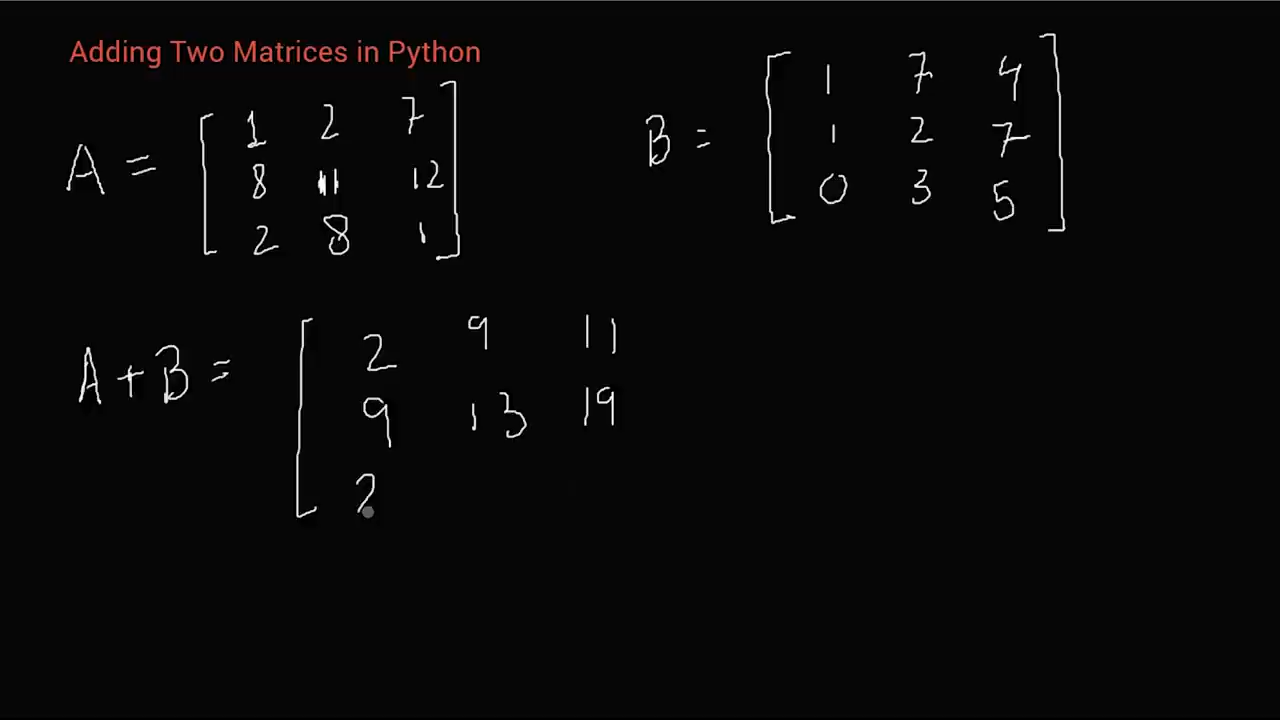 Adding Two Matrices in Python
A = [ 1 2 7
8 11 12
2 8 1 ]
B = [ 1 7 4
1 2 7
0 3 5 ]
A + B = [ 2 9 11
9 13 19
2